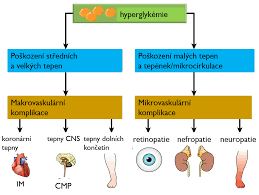 hyperglykémie
Poškození středních
a velkých tepen
Poškození malých tepen
a tepének/mikrocirkulace
Makrovaskulární
komplikace
Mikrovaskulární
komplikace
koronární
tepny
tepny CNS
tepny dolních
končetin
retinopatie
nefropatie
neuropatie
IM
CMP